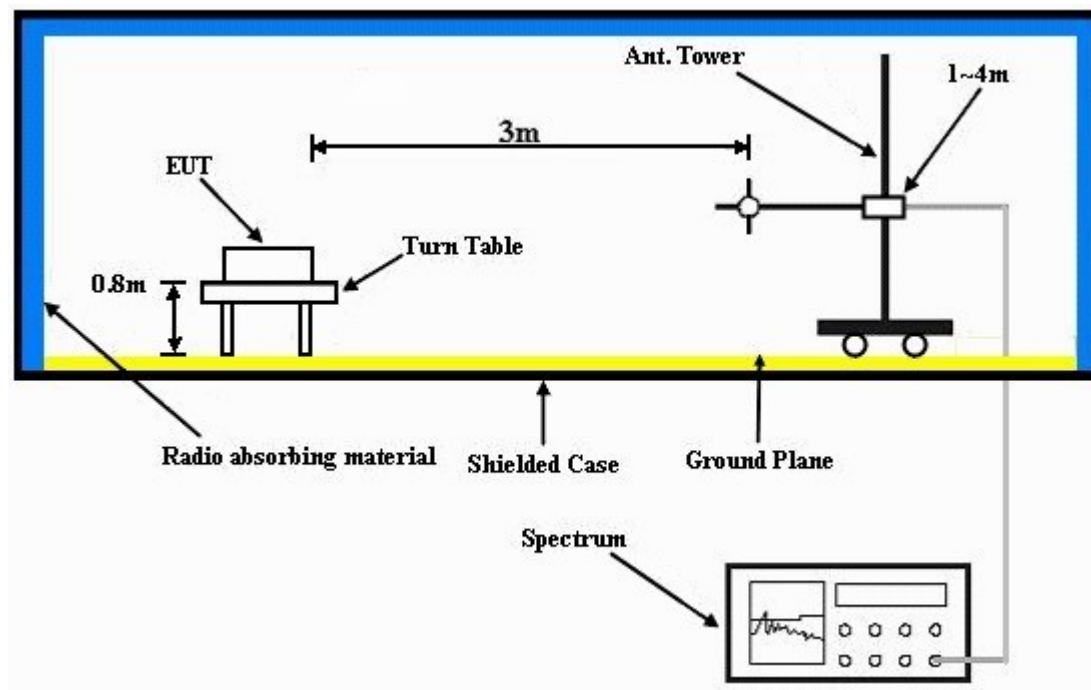 Ant. Tower
1~4m
3m
EUT
Turn Table
0.8m
Radio absorbing material
Shielded Case
Ground Plane
Spectrum